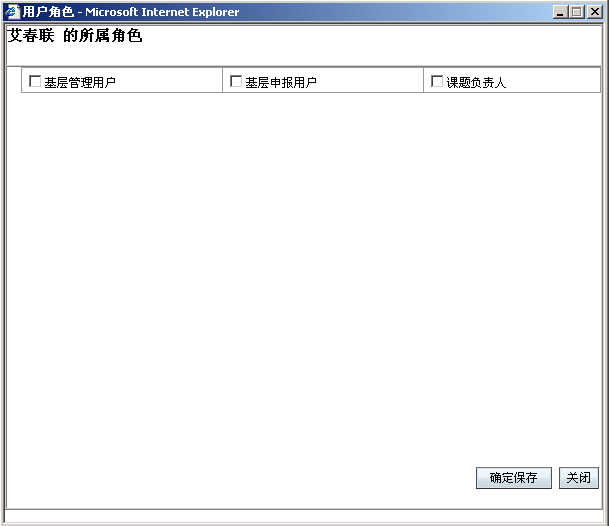 用户角色 - Microsoft Internet Explorer
艾春联 的所属角色
基层管理用户 基层申报用户 课题负责人
确定保存 关闭